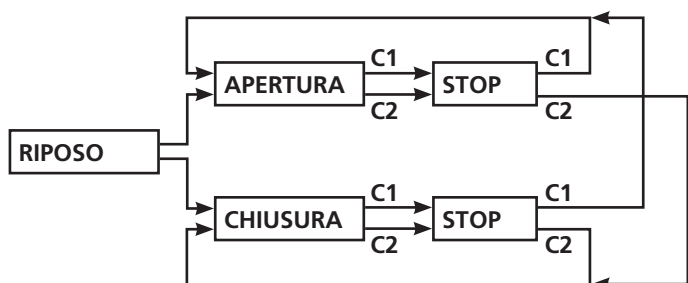 C1 C1
APERTURA STOP
C2 C2
RIPOSO
C1 C1
CHIUSURA STOP
C2 C2